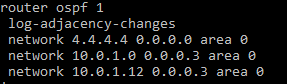 router ospf 1
 log-adjacency-changes
 network 4.4.4.4 0.0.0.0 area 0
 network 10.0.1.0 0.0.0.3 area 0
 network 10.0.1.12 0.0.0.3 area 0